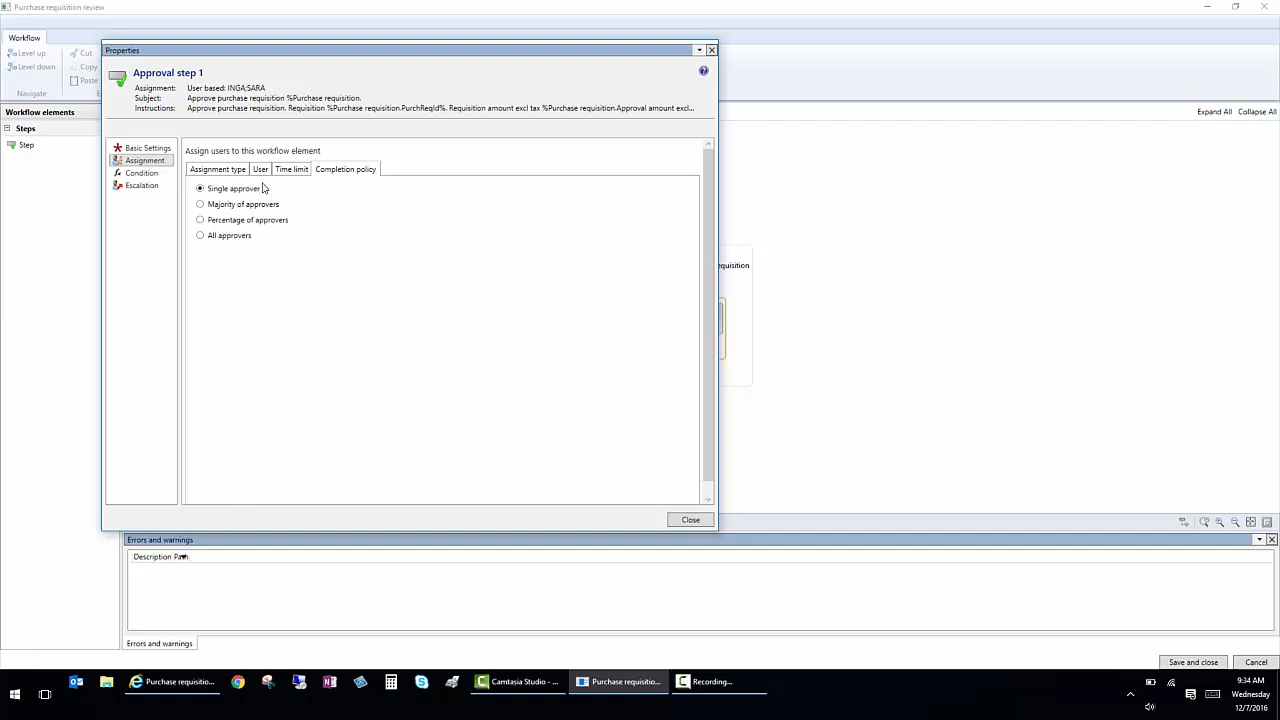 Purchase requisition review
Workflow
Level up
Cut
Level down
Copy
Paste
Navigate
Workflow elements
Expand All Collapse All
Steps
Step
Properties
Approval step 1
Assignment: User based: INGA;SARA
Subject: Approve purchase requisition %Purchase requisition.
Instructions: Approve purchase requisition. Requisition %Purchase requisition.PurchReqId%. Requisition amount excl tax %Purchase requisition.Approval amount excl...
Basic Settings
Assignment
Condition
Escalation
Assign users to this workflow element
Assignment type User Time limit Completion policy
Single approver
Majority of approvers
Percentage of approvers
All approvers
equisition
Close
Errors and warnings
Description
Errors and warnings
Save and close Cancel
Purchase requisitio...
Camtasia Studio - ...
Purchase requisitio...
Recording...
9:34 AM
Wednesday
12/7/2016